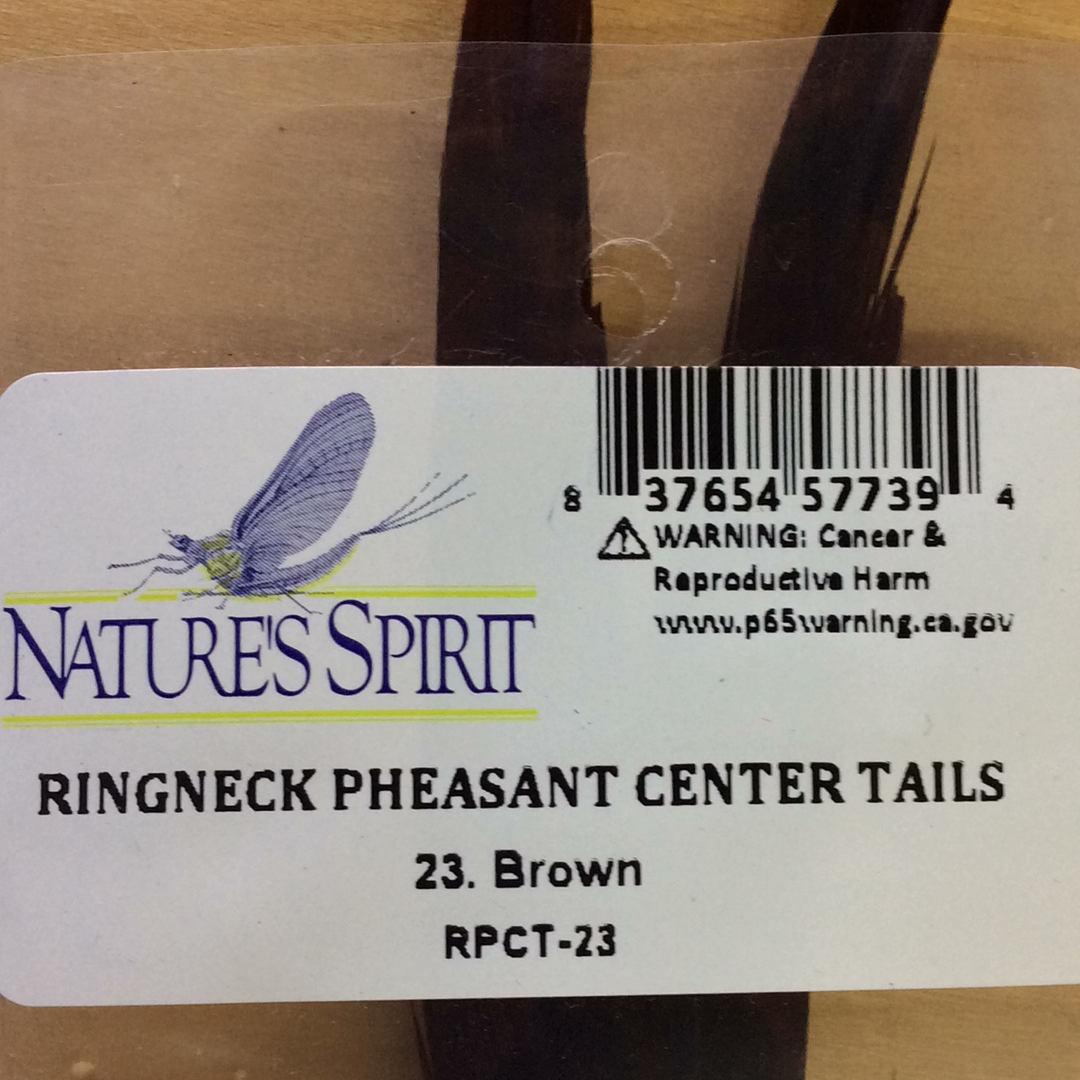 8 37654 57739 4
⚠ WARNING: Cancer &
Reproductive Harm
www.p65warning.ca.gov
NATURE'S SPIRIT
RINGNECK PHEASANT CENTER TAILS
23. Brown
RPCT-23